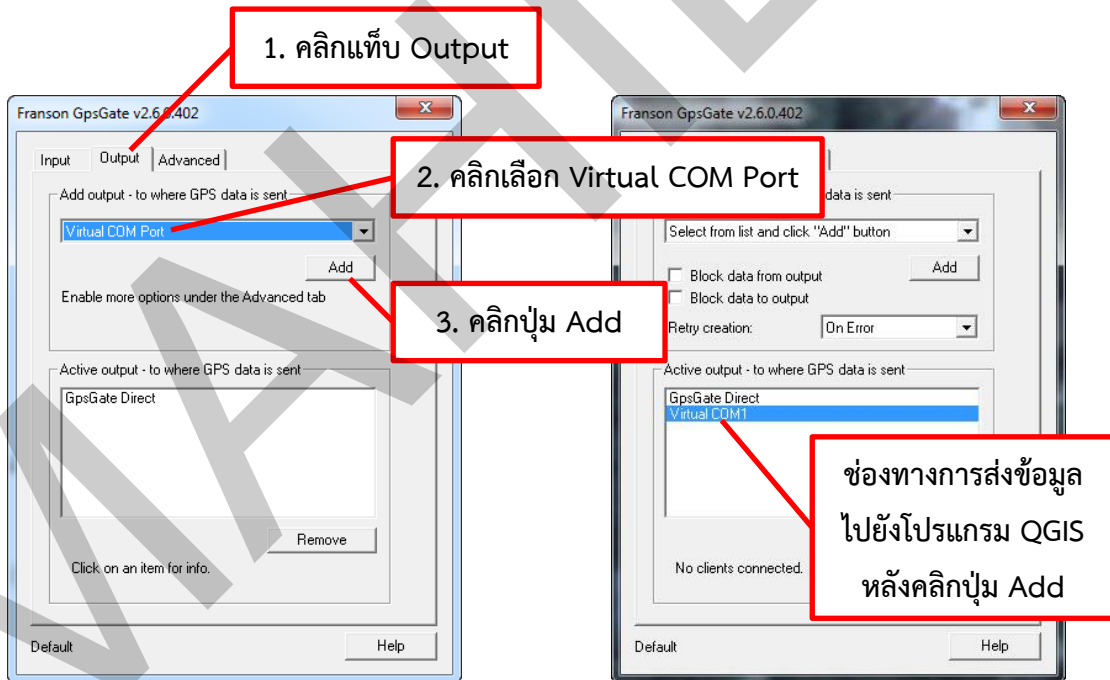 1. คลิกแท็บ Output
Franson GpsGate v2.6.0.402
Input Output Advanced
2. คลิกเลือก Virtual COM Port
Add output - to where GPS data is sent
Virtual COM Port
Add
Enable more options under the Advanced tab
3. คลิกปุ่ม Add
Active output - to where GPS data is sent
GpsGate Direct
Remove
Click on an item for info.
Default
Help
Franson GpsGate v2.6.0.402
data is sent
Select from list and click "Add" button
Block data from output
Add
Block data to output
Retry creation:
On Error
Active output - to where GPS data is sent
GpsGate Direct
Virtual COM1
ช่องทางการส่งข้อมูล
ไปยังโปรแกรม QGIS
หลังคลิกปุ่ม Add
No clients connected.
Default
Help